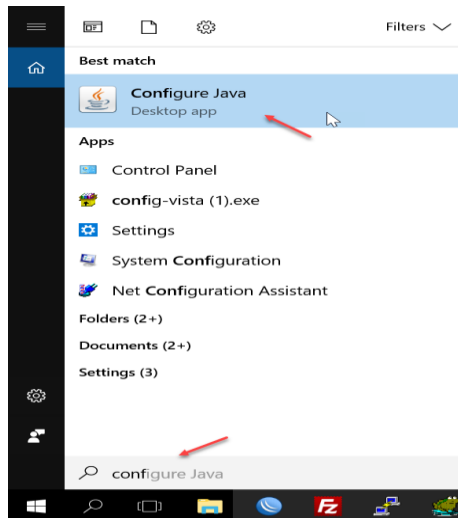 Filters
Best match
Configure Java
Desktop app
Apps
Control Panel
config-vista (1).exe
Settings
System Configuration
Net Configuration Assistant
Folders (2+)
Documents (2+)
Settings (3)
configure Java